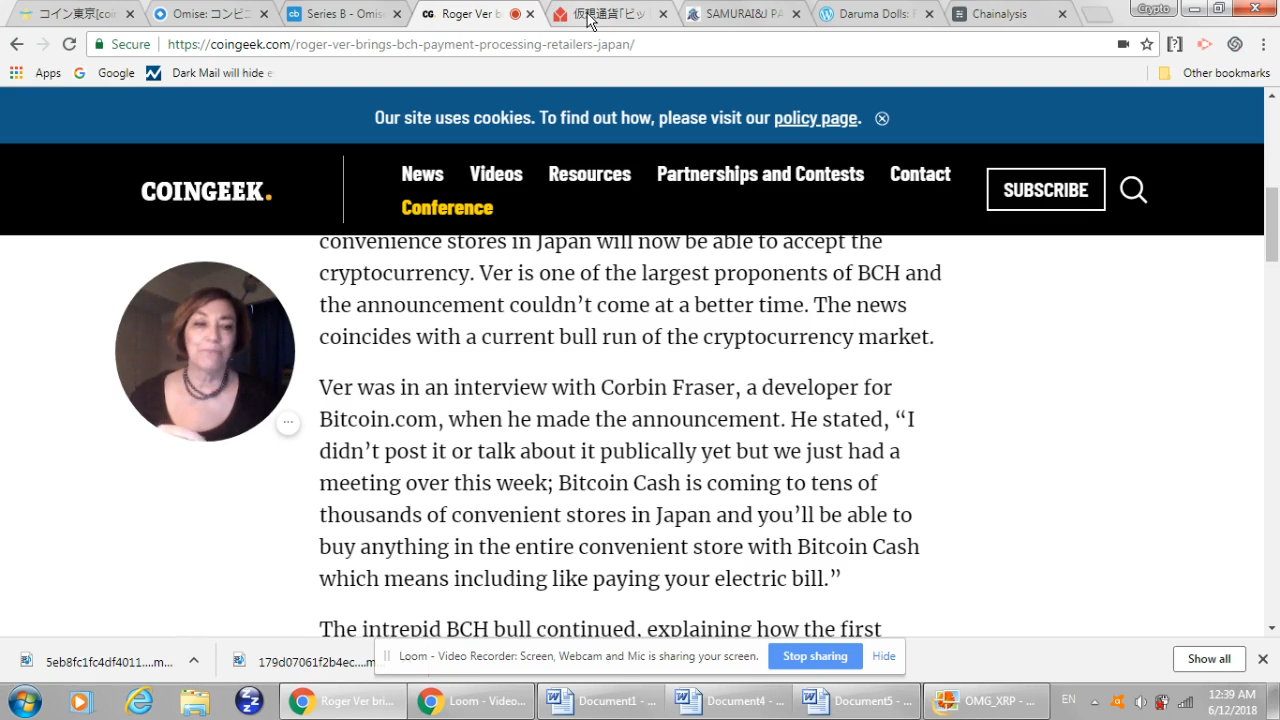 コイン東京[coin
Omise: コンビニ
Series B - Omis
Roger Ver b
仮想通貨｢ビッ
SAMURAI&J PA
Daruma Dolls: F
Chainalysis
Crypto
Secure
https://coingeek.com/roger-ver-brings-bch-payment-processing-retailers-japan/
Apps
Google
Dark Mail will hide e
Other bookmarks
Our site uses cookies. To find out how, please visit our policy page.
COINGEEK.
News
Videos
Resources
Partnerships and Contests
Contact
Conference
SUBSCRIBE
convenience stores in Japan will now be able to accept the
cryptocurrency. Ver is one of the largest proponents of BCH and
the announcement couldn’t come at a better time. The news
coincides with a current bull run of the cryptocurrency market.
Ver was in an interview with Corbin Fraser, a developer for
Bitcoin.com, when he made the announcement. He stated, “I
didn’t post it or talk about it publically yet but we just had a
meeting over this week; Bitcoin Cash is coming to tens of
thousands of convenient stores in Japan and you’ll be able to
buy anything in the entire convenient store with Bitcoin Cash
which means including like paying your electric bill.”
The intrepid BCH bull continued, explaining how the first
Loom - Video Recorder: Screen, Webcam and Mic is sharing your screen.
Stop sharing
Hide
5eb8fc1fc4df4011....m...
179d07061f2b4ec....m
Show all
Roger Ver bri...
Loom - Video...
Document1 - ...
Document4 - ...
Document5 - ...
OMG_XRP - ...
EN
12:39 AM
6/12/2018